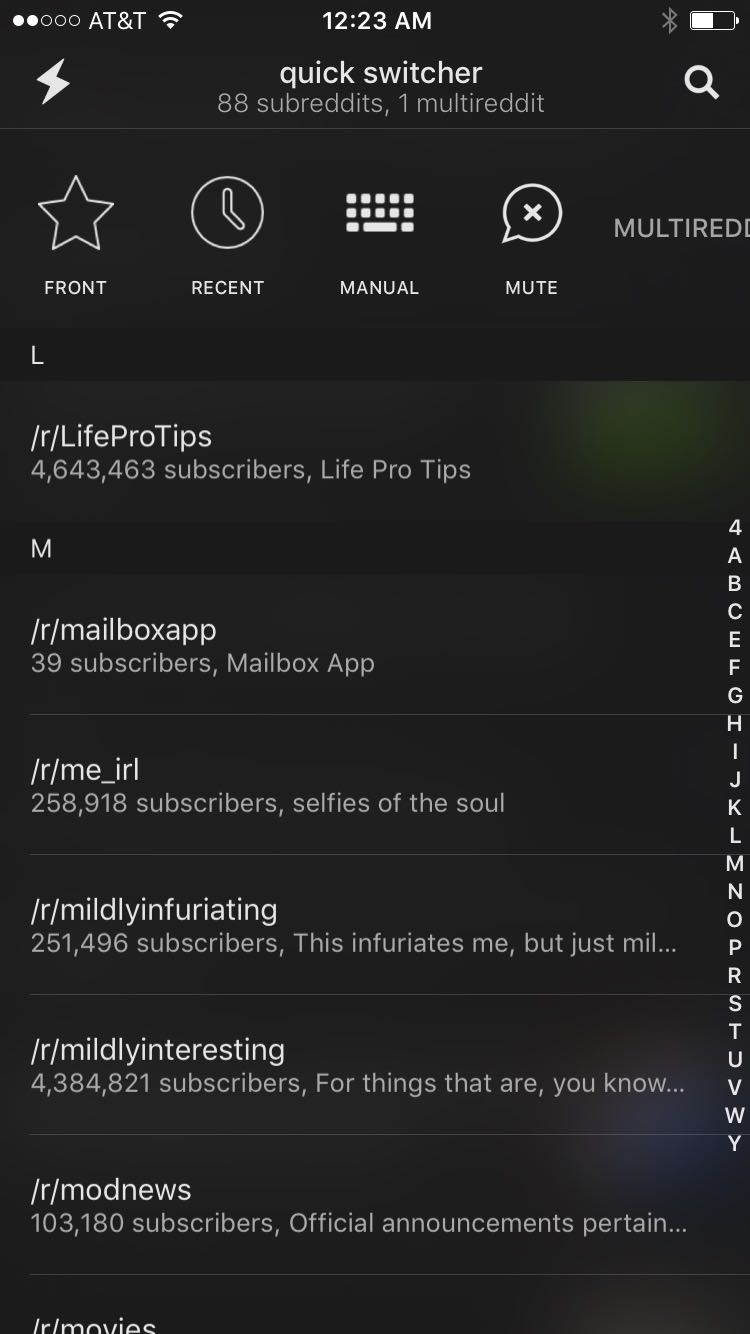 AT&T 12:23 AM
quick switcher
88 subreddits, 1 multireddit
FRONT RECENT MANUAL MUTE MULTIREDD
L
/r/LifeProTips
4,643,463 subscribers, Life Pro Tips
M
/r/mailboxapp
39 subscribers, Mailbox App
/r/me_irl
258,918 subscribers, selfies of the soul
/r/mildlyinfuriating
251,496 subscribers, This infuriates me, but just mil...
/r/mildlyinteresting
4,384,821 subscribers, For things that are, you know...
/r/modnews
103,180 subscribers, Official announcements pertain...
/r/movies
4
A
B
C
E
F
G
H
I
J
K
L
M
N
O
P
R
S
T
U
V
W
Y